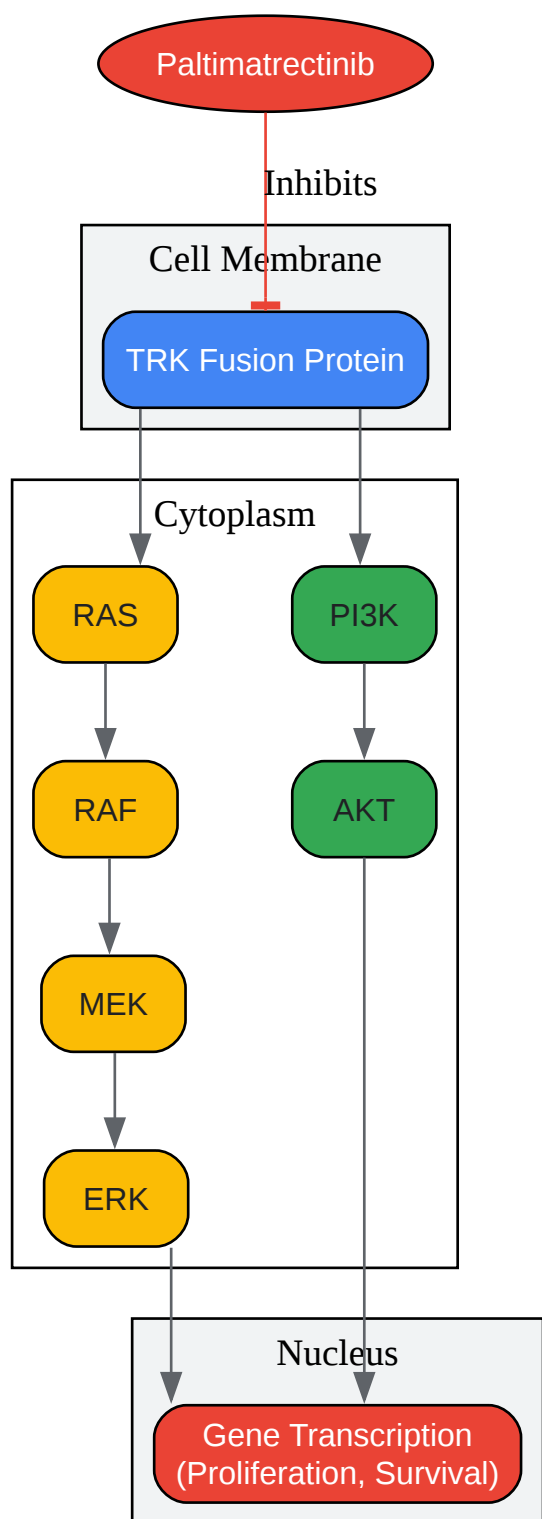 Paltimatrectinib
Inhibits
Cell Membrane
TRK Fusion Protein
Cytoplasm
RAS
PI3K
RAF
AKT
MEK
ERK
Nucleus
Gene Transcription
(Proliferation, Survival)